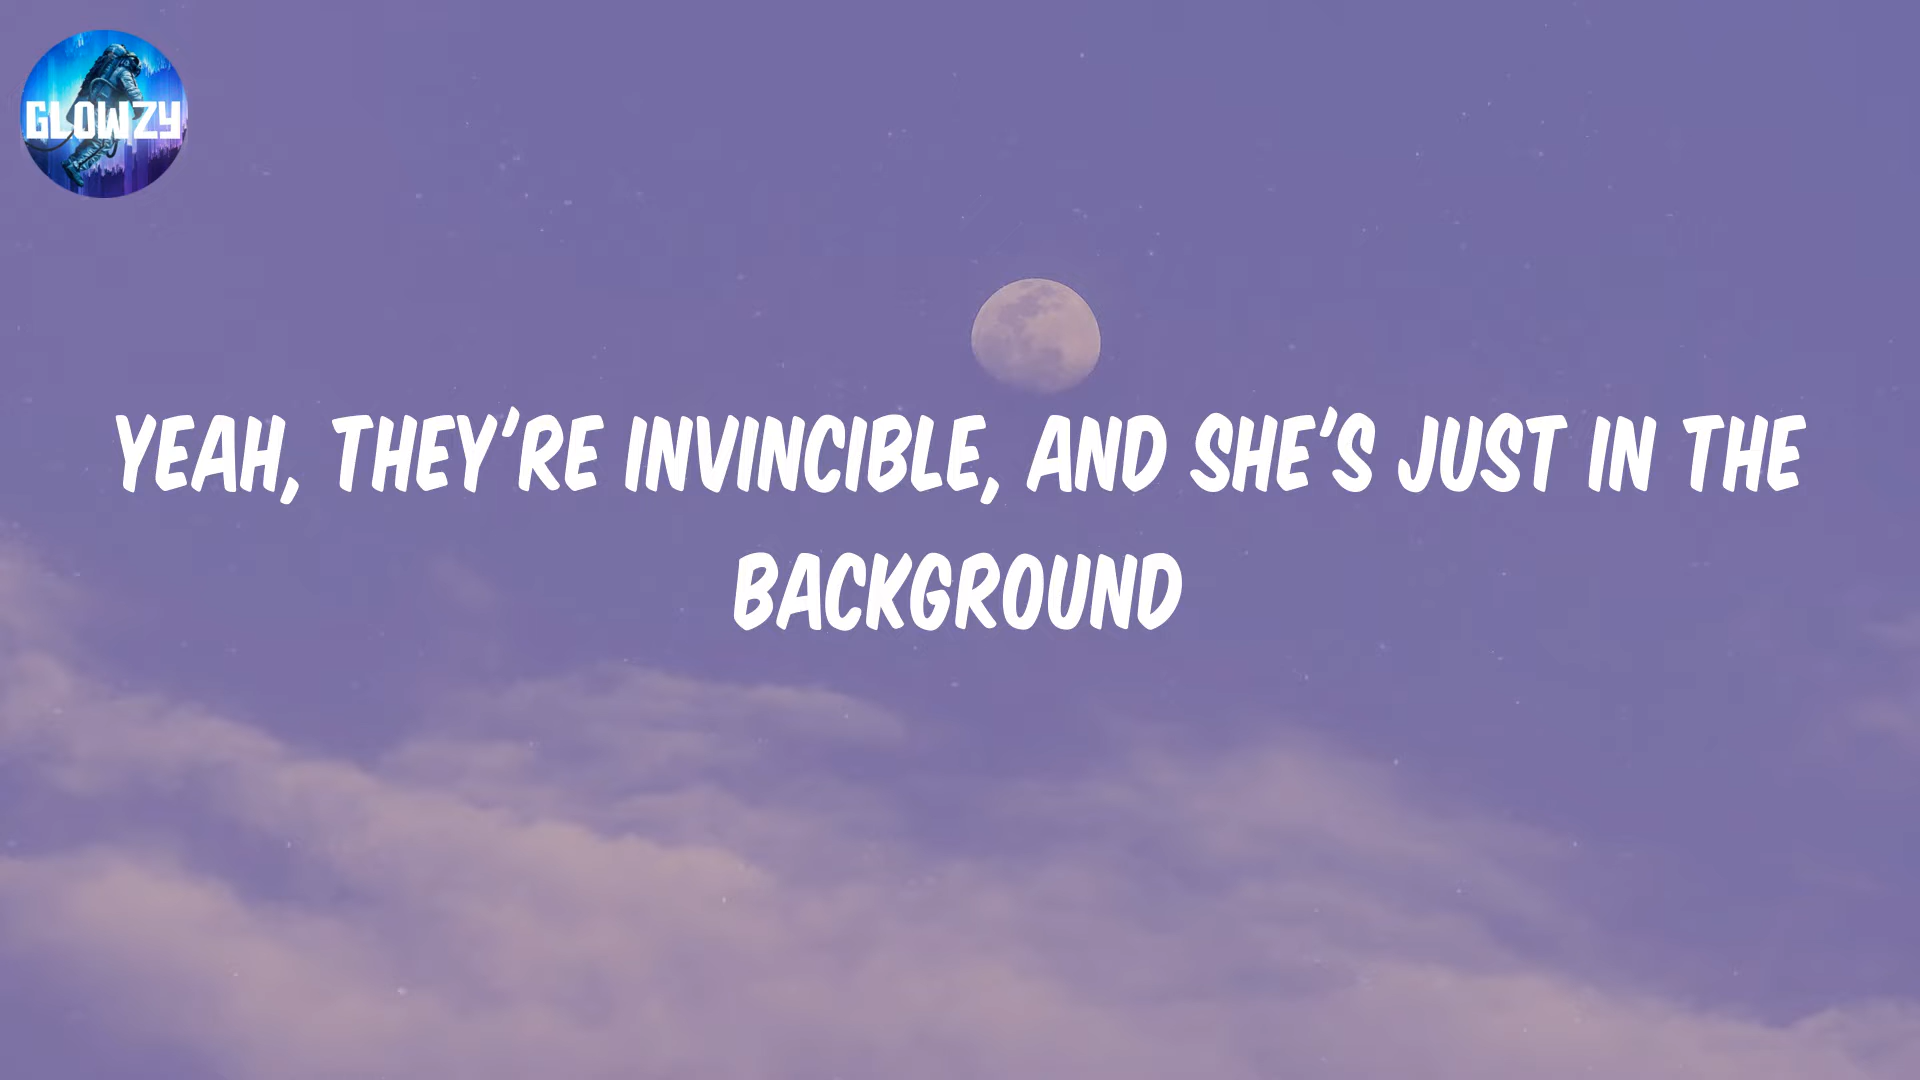 GLOWZY
YEAH, THEY'RE INVINCIBLE, AND SHE'S JUST IN THE
BACKGROUND